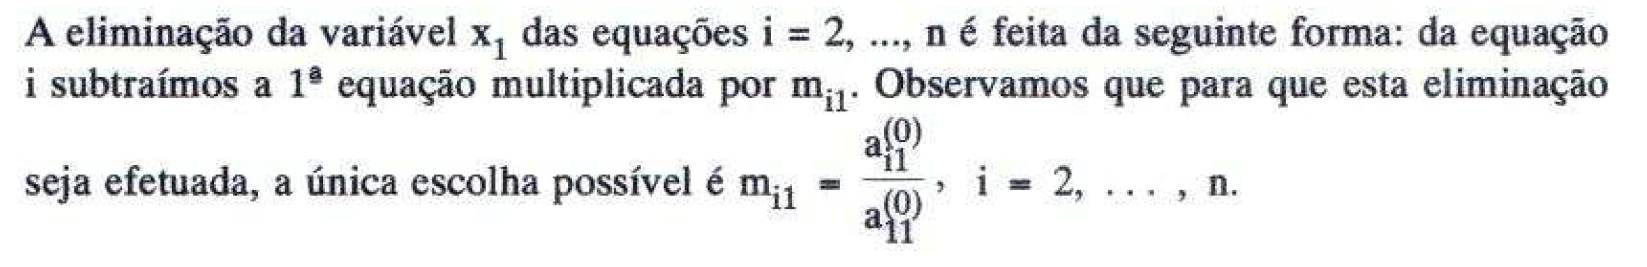 A eliminação da variável x₁ das equações i = 2, ..., n é feita da seguinte forma: da equação
i subtraímos a 1ª equação multiplicada por mᵢ₁. Observamos que para que esta eliminação
seja efetuada, a única escolha possível é mᵢ₁ = aᵢ₁⁽⁰⁾ / a₁₁⁽⁰⁾, i = 2, ... , n.